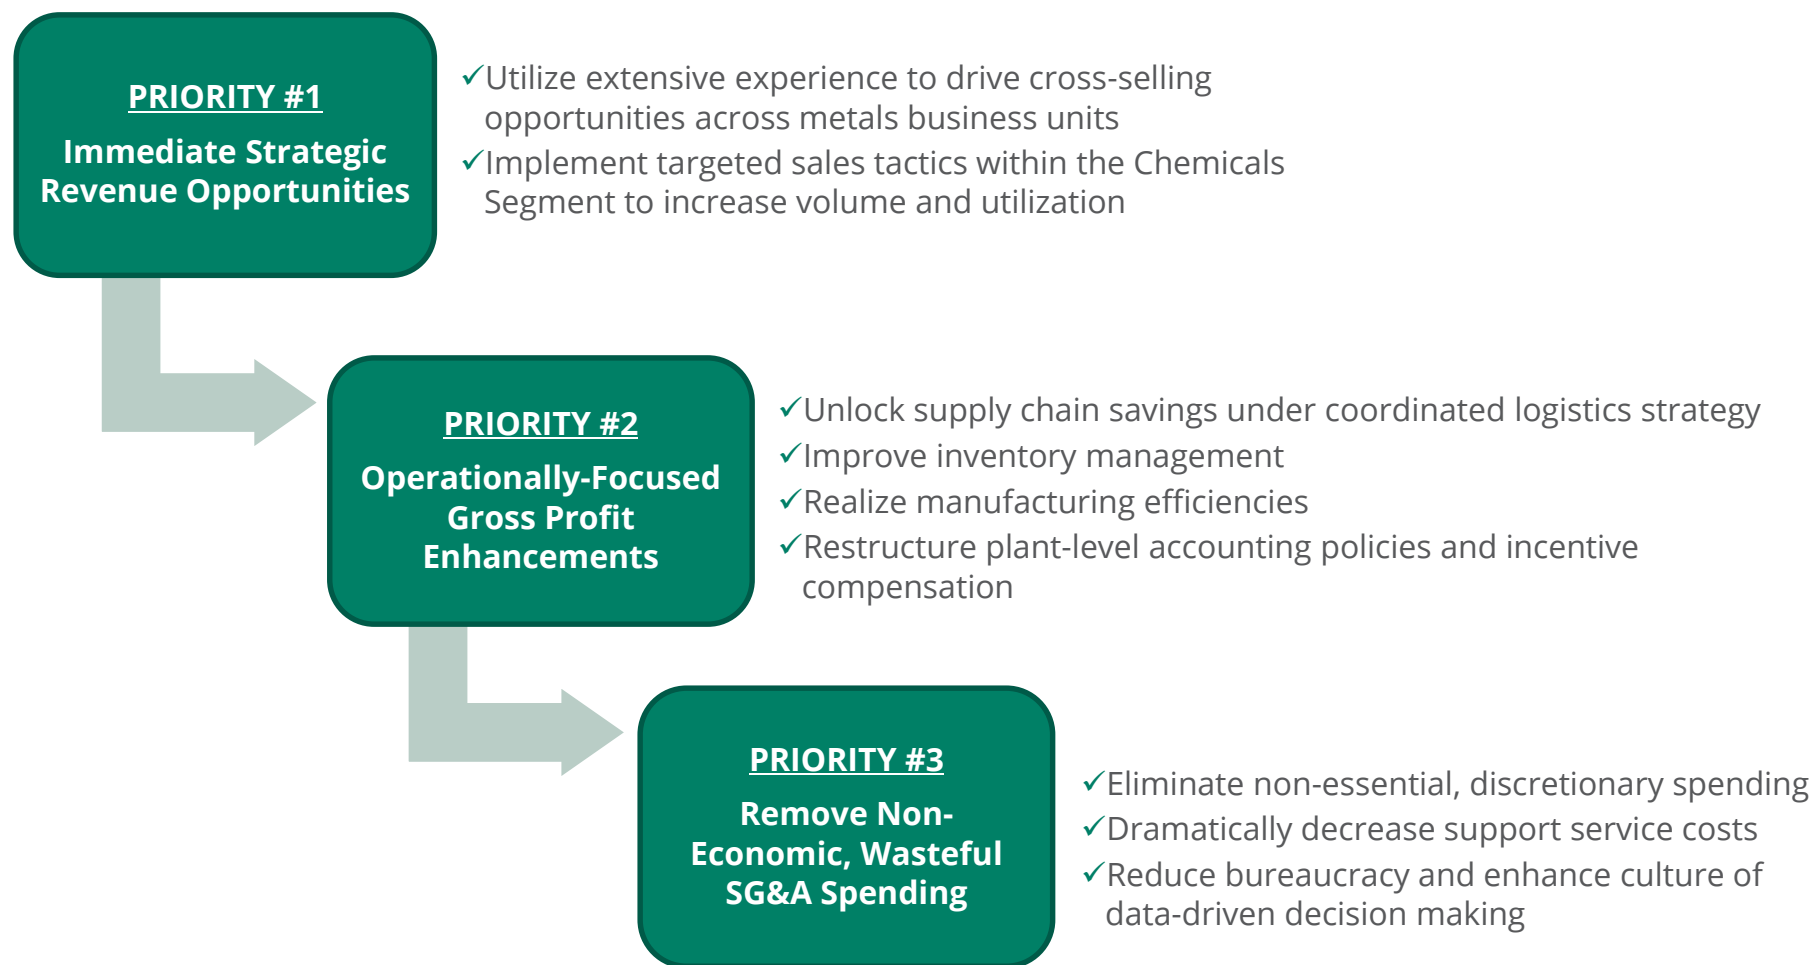 PRIORITY #1
Immediate Strategic
Revenue Opportunities
✓Utilize extensive experience to drive cross-selling
opportunities across metals business units
✓Implement targeted sales tactics within the Chemicals
Segment to increase volume and utilization
PRIORITY #2
Operationally-Focused
Gross Profit
Enhancements
✓Unlock supply chain savings under coordinated logistics strategy
✓Improve inventory management
✓Realize manufacturing efficiencies
✓Restructure plant-level accounting policies and incentive
compensation
PRIORITY #3
Remove Non-
Economic, Wasteful
SG&A Spending
✓Eliminate non-essential, discretionary spending
✓Dramatically decrease support service costs
✓Reduce bureaucracy and enhance culture of
data-driven decision making